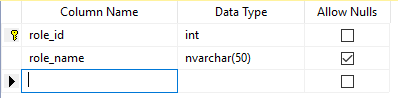 Column Name Data Type Allow Nulls
role_id int
role_name nvarchar(50)